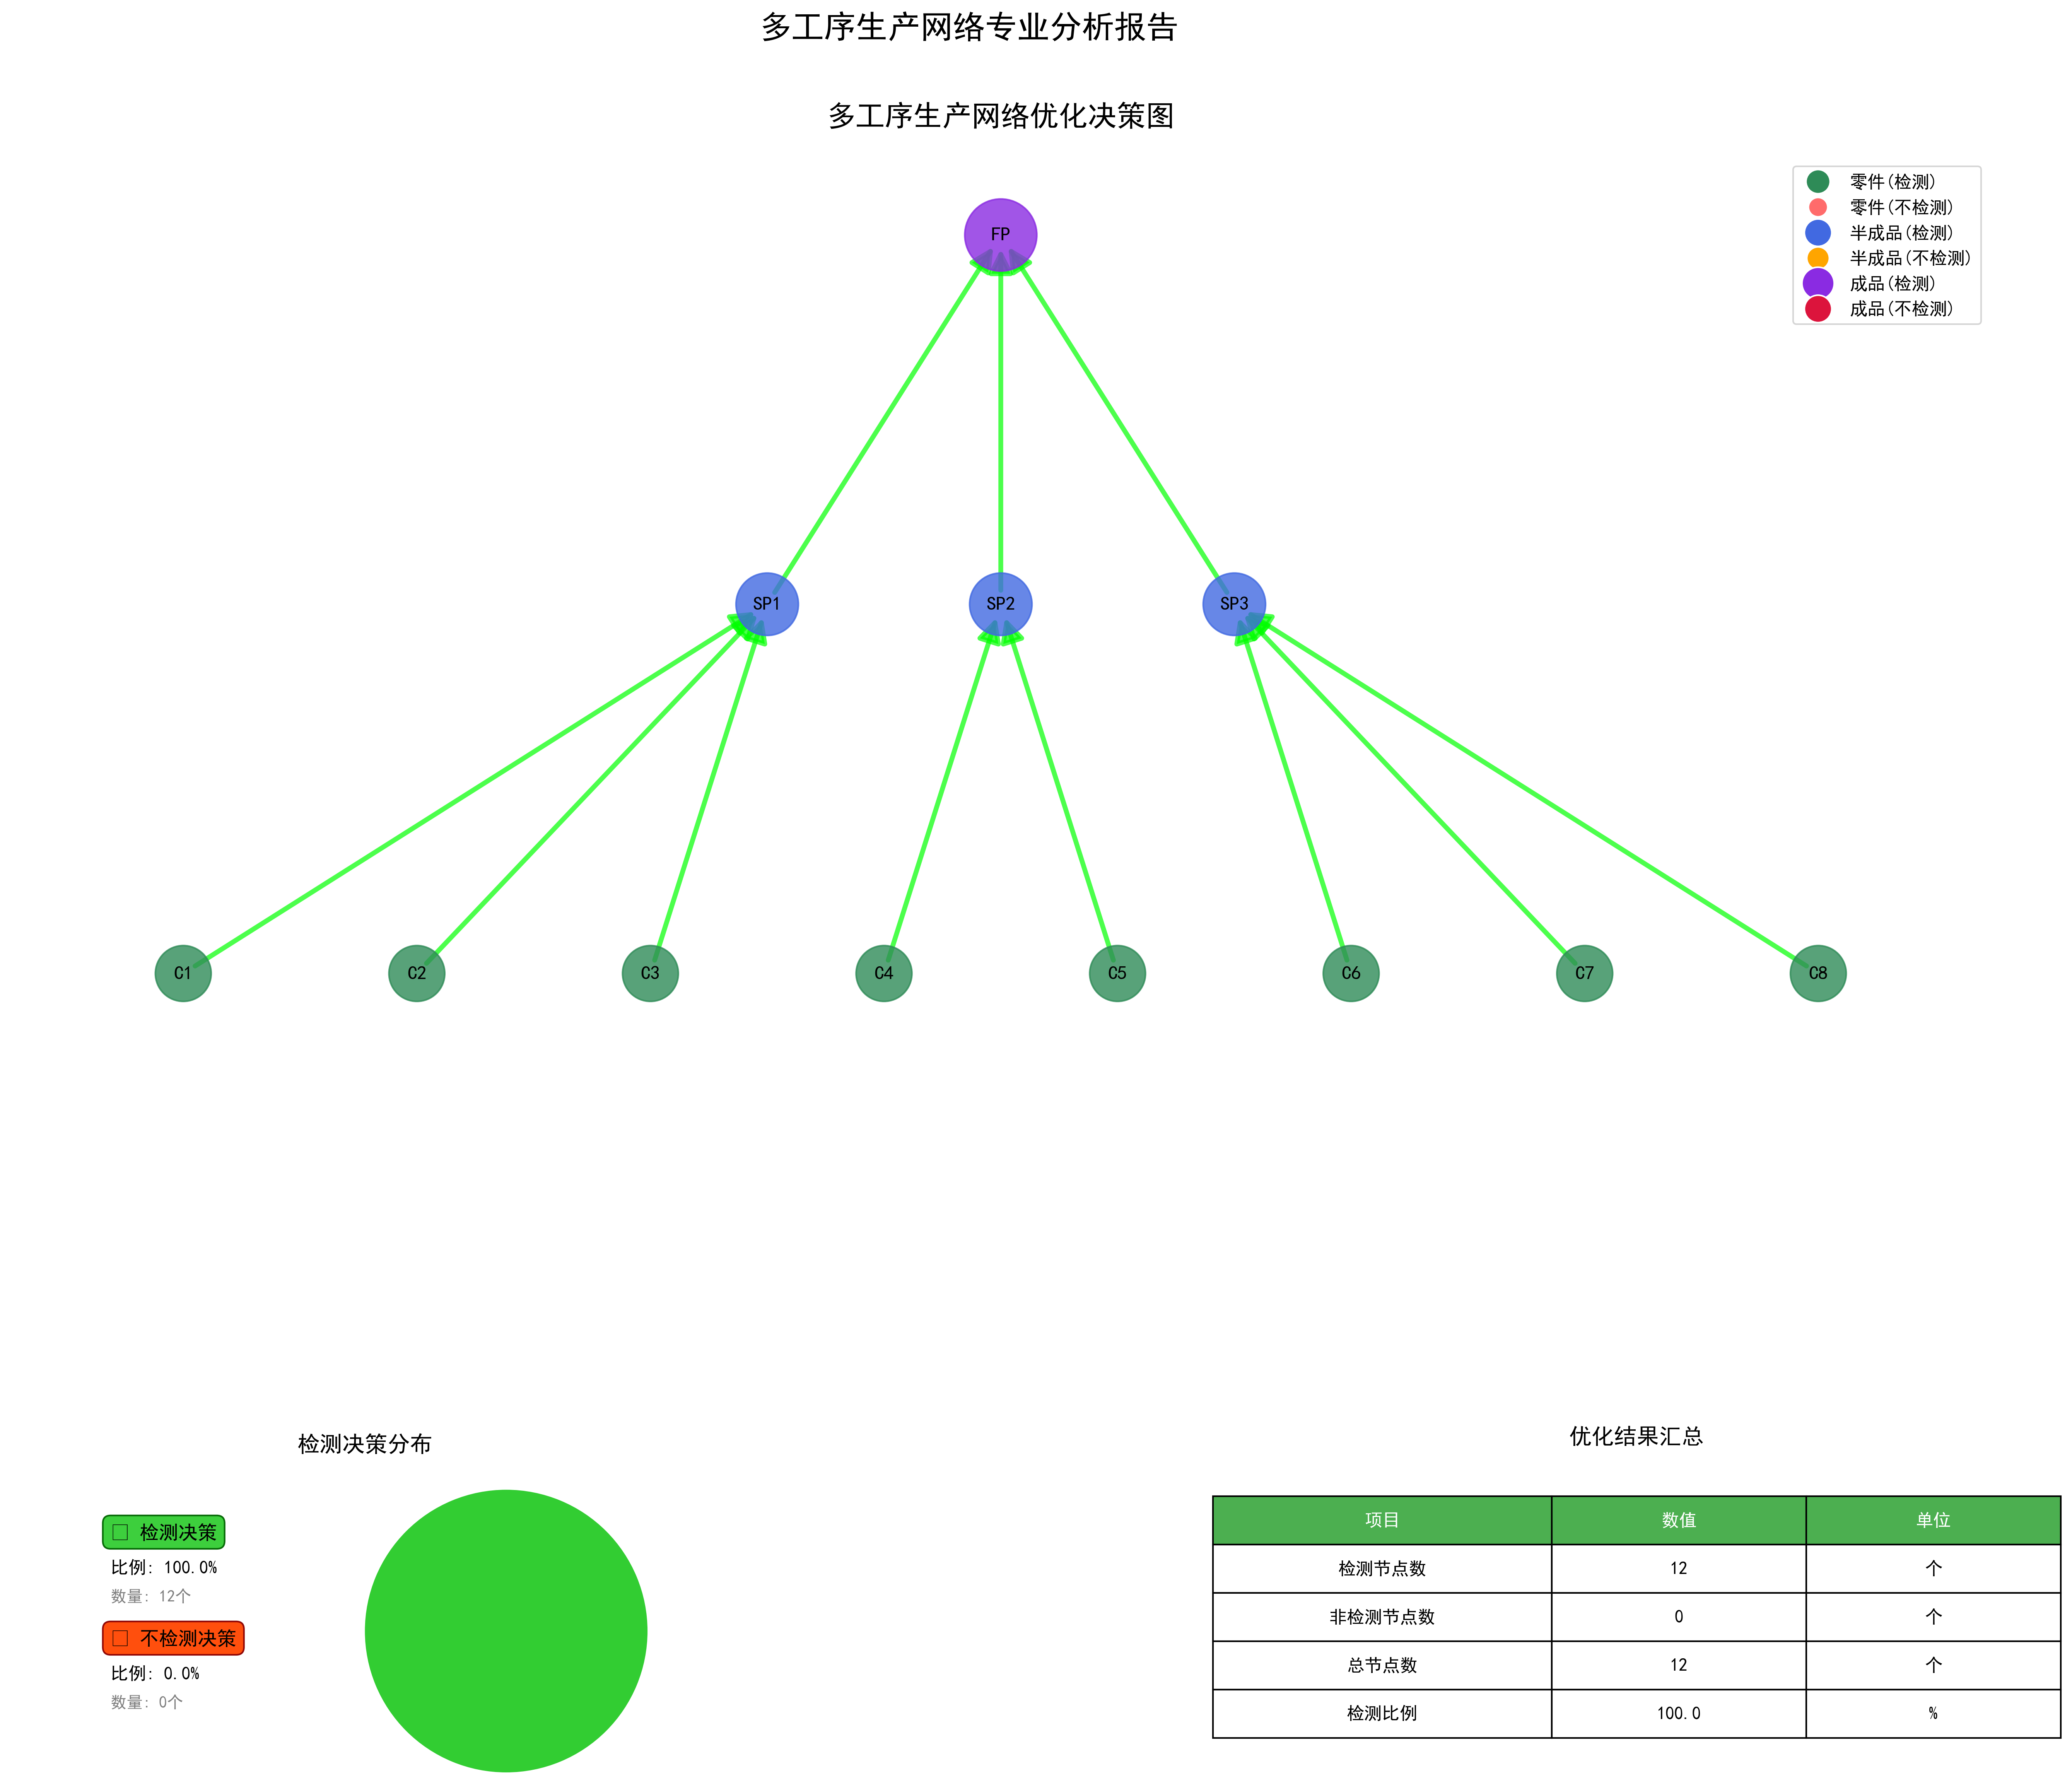 多工序生产网络专业分析报告
多工序生产网络优化决策图
零件(检测)
零件(不检测)
半成品(检测)
半成品(不检测)
成品(检测)
成品(不检测)
FP
SP1 SP2 SP3
C1 C2 C3 C4 C5 C6 C7 C8
检测决策分布
□ 检测决策
比例: 100.0%
数量: 12个
□ 不检测决策
比例: 0.0%
数量: 0个
优化结果汇总
项目 数值 单位
检测节点数 12 个
非检测节点数 0 个
总节点数 12 个
检测比例 100.0 %